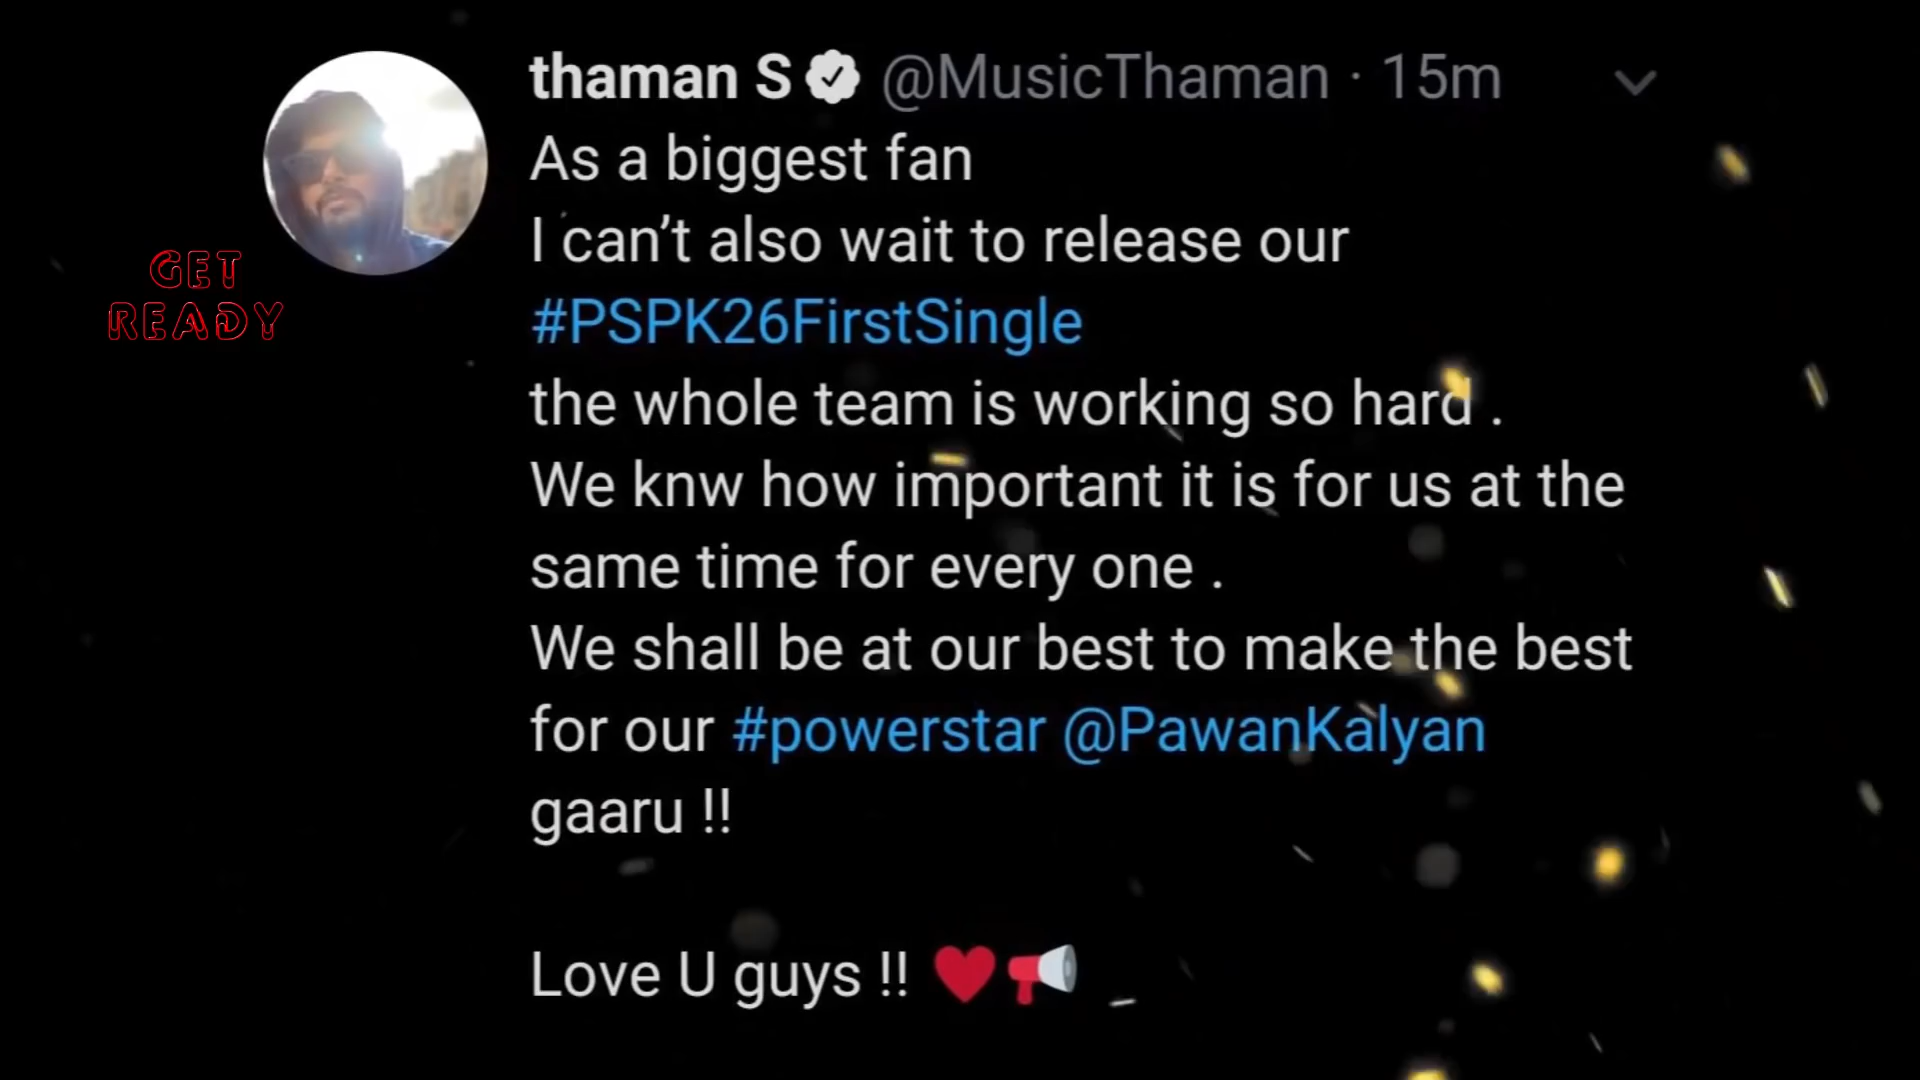 thaman S @MusicThaman · 15m
As a biggest fan
I can’t also wait to release our
#PSPK26FirstSingle
the whole team is working so hard .
We knw how important it is for us at the
same time for every one .
We shall be at our best to make the best
for our #powerstar @PawanKalyan
gaaru !!
Love U guys !! ❤️📢
GET
READY